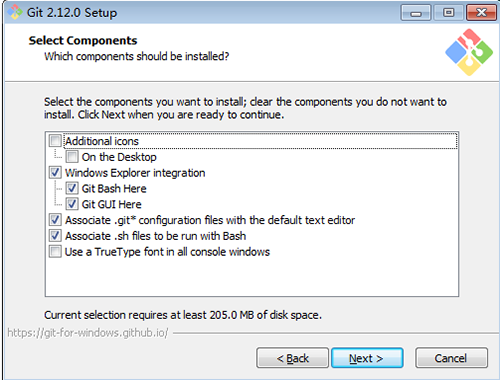 Git 2.12.0 Setup
Select Components
Which components should be installed?
Select the components you want to install; clear the components you do not want to
install. Click Next when you are ready to continue.
Additional icons
On the Desktop
Windows Explorer integration
Git Bash Here
Git GUI Here
Associate .git* configuration files with the default text editor
Associate .sh files to be run with Bash
Use a TrueType font in all console windows
Current selection requires at least 205.0 MB of disk space.
https://git-for-windows.github.io/
< Back
Next >
Cancel